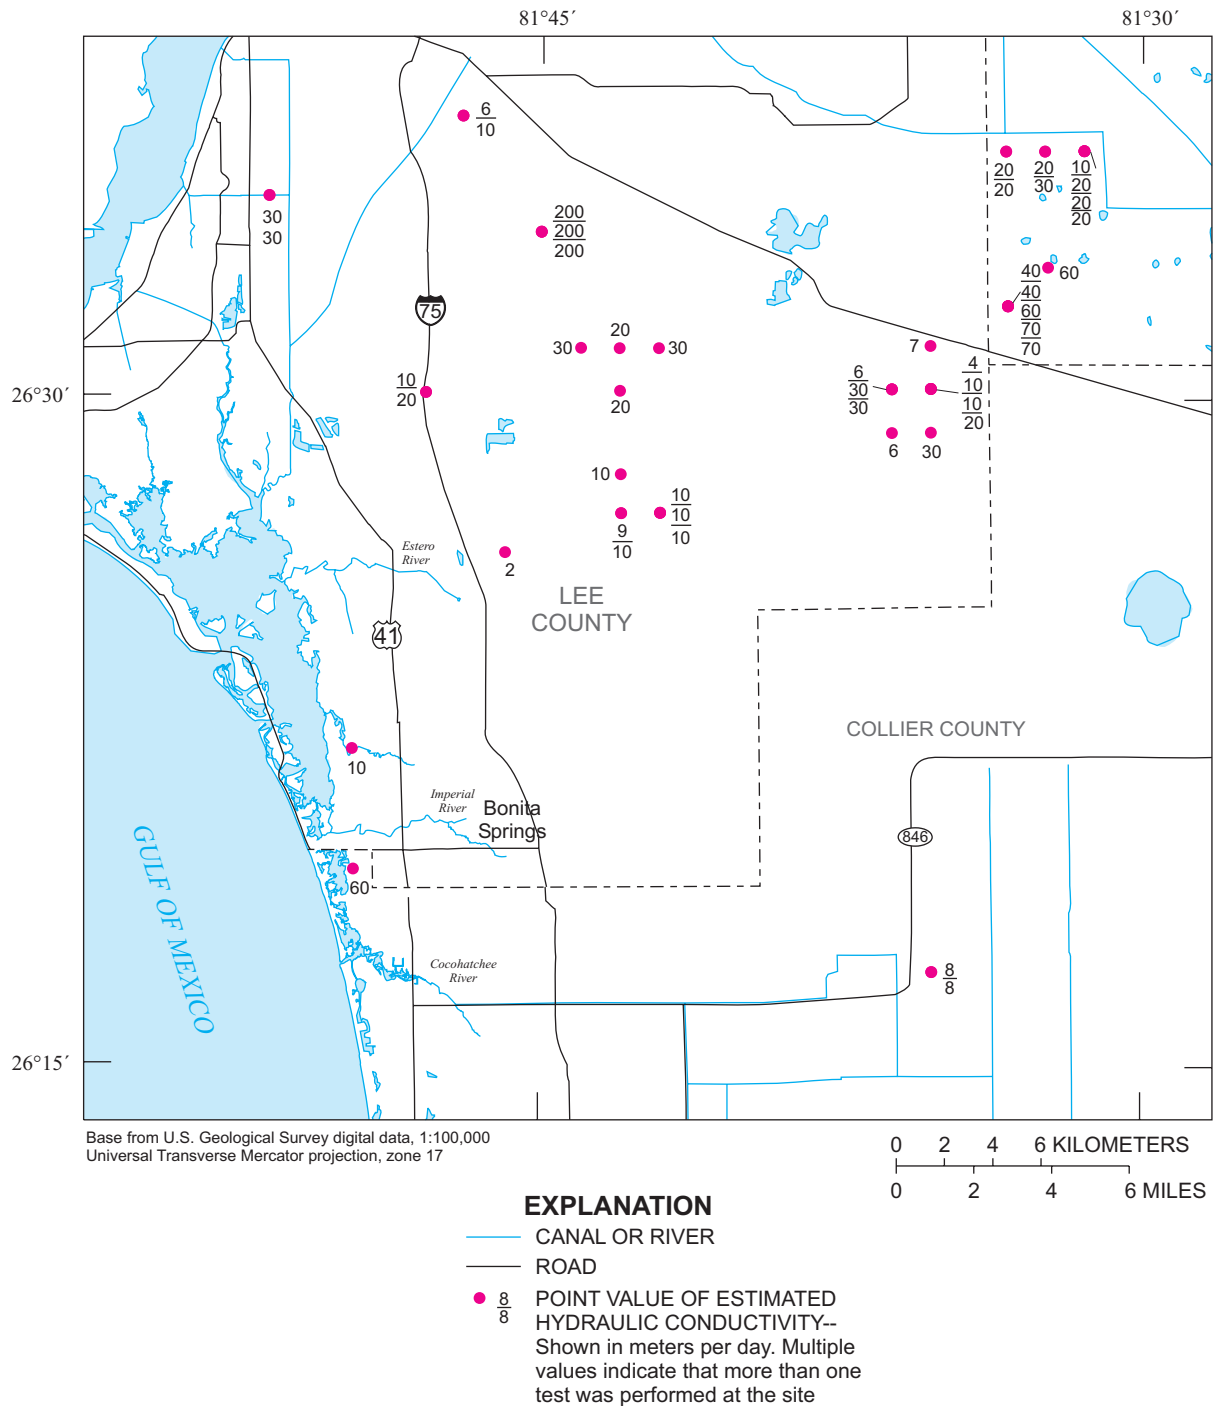 81°45′
81°30′
6
10
20
20
20
30
10
20
20
20
30
30
200
200
200
60
40
40
60
70
70
75
20
30
30
7
26°30′
10
20
20
6
30
30
4
10
10
20
6
30
10
10
10
10
9
10
2
Estero
River
LEE
COUNTY
41
COLLIER COUNTY
10
Imperial
River
Bonita
Springs
846
GULF OF MEXICO
60
Cocohatchee
River
8
8
26°15′
Base from U.S. Geological Survey digital data, 1:100,000
Universal Transverse Mercator projection, zone 17
0 2 4 6 KILOMETERS
0 2 4 6 MILES
EXPLANATION
CANAL OR RIVER
ROAD
8
8
POINT VALUE OF ESTIMATED
HYDRAULIC CONDUCTIVITY--
Shown in meters per day. Multiple
values indicate that more than one
test was performed at the site